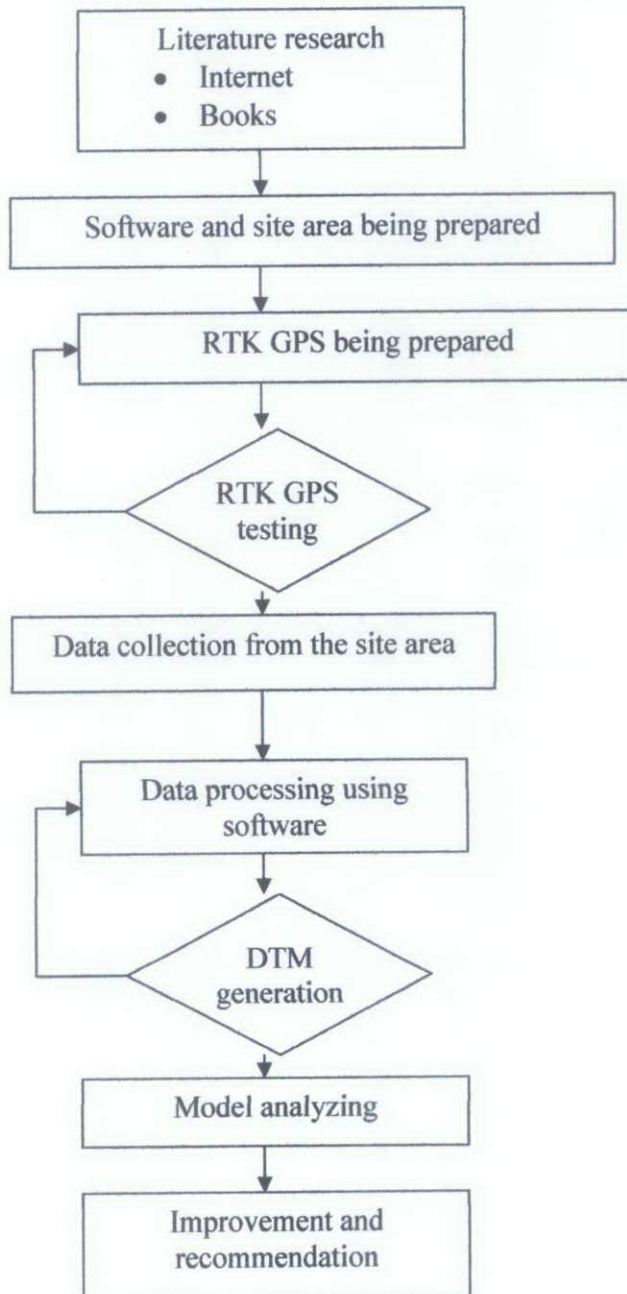 Literature research
• Internet
• Books
Software and site area being prepared
RTK GPS being prepared
RTK GPS
testing
Data collection from the site area
Data processing using
software
DTM
generation
Model analyzing
Improvement and
recommendation